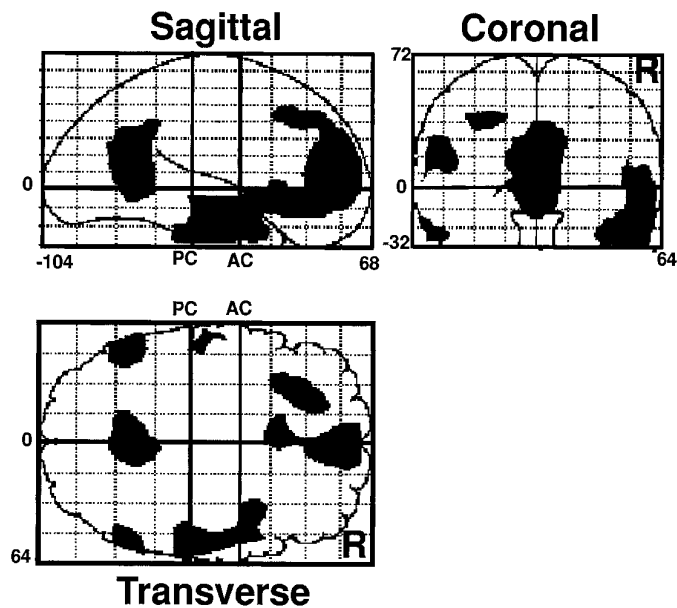 Sagittal
Coronal
72
R
0
0
-32
-104
PC
AC
68
64
PC
AC
0
64
R
Transverse